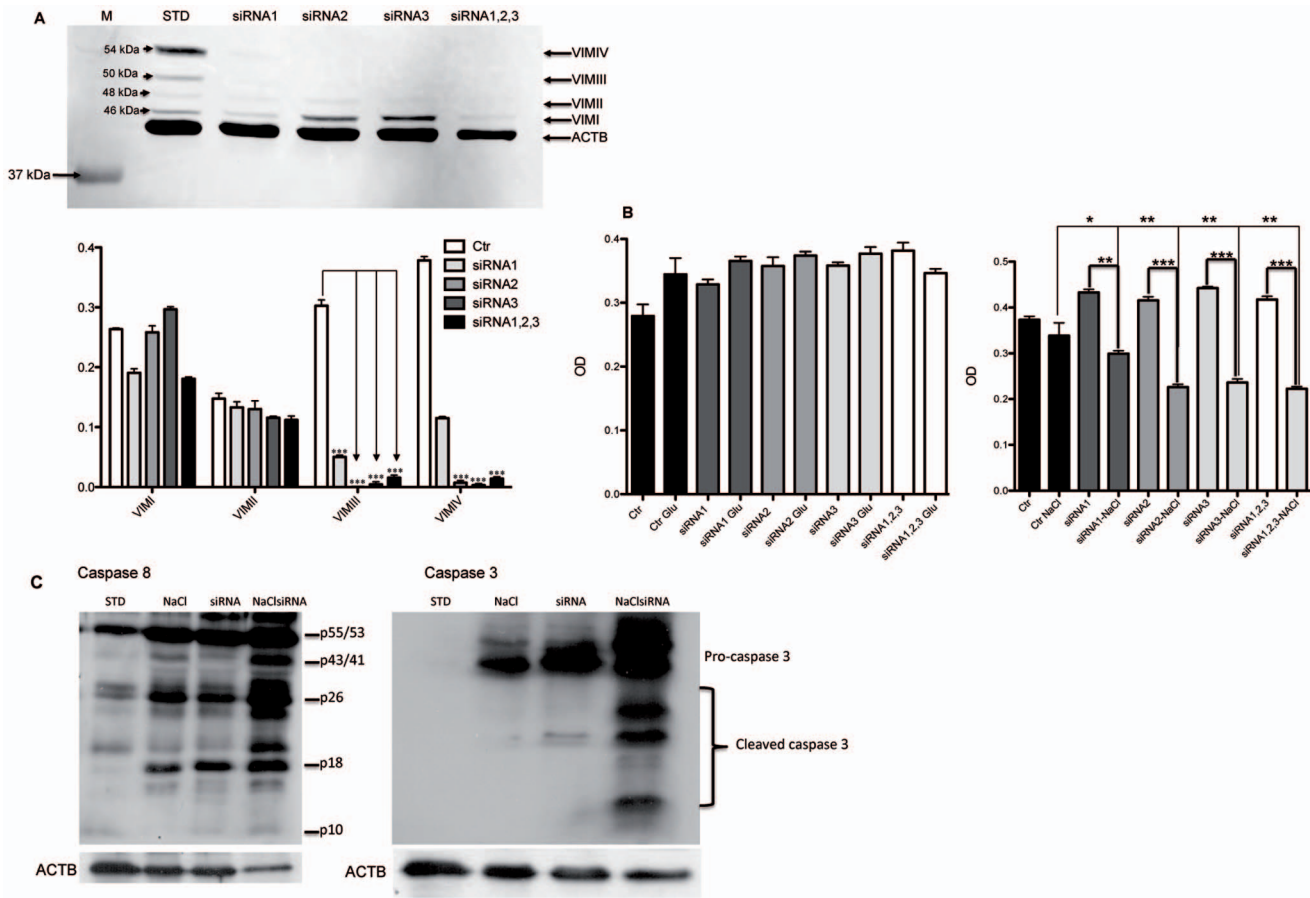 A
M STD siRNA1 siRNA2 siRNA3 siRNA1,2,3
54 kDa
50 kDa
48 kDa
46 kDa
37 kDa
VIMIV
VIMIII
VIMII
VIMI
ACTB
0.4
0.3
0.2
0.1
0.0
Ctr
siRNA1
siRNA2
siRNA3
siRNA1,2,3
*** *** *** ***
*** *** ***
VIMI VIMII VIMIII VIMIV
B
OD
0.4
0.3
0.2
0.1
0.0
Ctr
Ctr Glu
siRNA1
siRNA1 Glu
siRNA2
siRNA2 Glu
siRNA3
siRNA3 Glu
siRNA1,2,3
siRNA1,2,3 Glu
* ** ** **
** *** *** ***
OD
0.5
0.4
0.3
0.2
0.1
0.0
Ctr
Ctr NaCl
siRNA1
siRNA1-NaCl
siRNA2
siRNA2-NaCl
siRNA3
siRNA3-NaCl
siRNA1,2,3
siRNA1,2,3-NACl
C
Caspase 8
STD NaCl siRNA NaClsiRNA
p55/53
p43/41
p26
p18
p10
ACTB
Caspase 3
STD NaCl siRNA NaClsiRNA
Pro-caspase 3
Cleaved caspase 3
ACTB